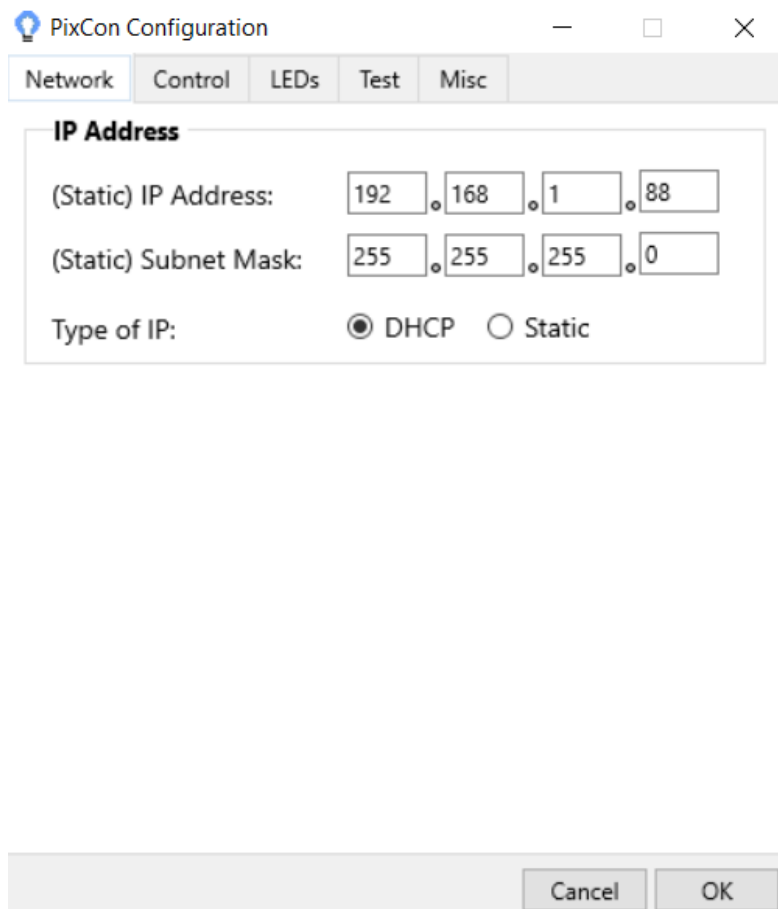 PixCon Configuration
Network Control LEDs Test Misc
IP Address
(Static) IP Address: 192 . 168 . 1 . 88
(Static) Subnet Mask: 255 . 255 . 255 . 0
Type of IP: DHCP Static
Cancel OK